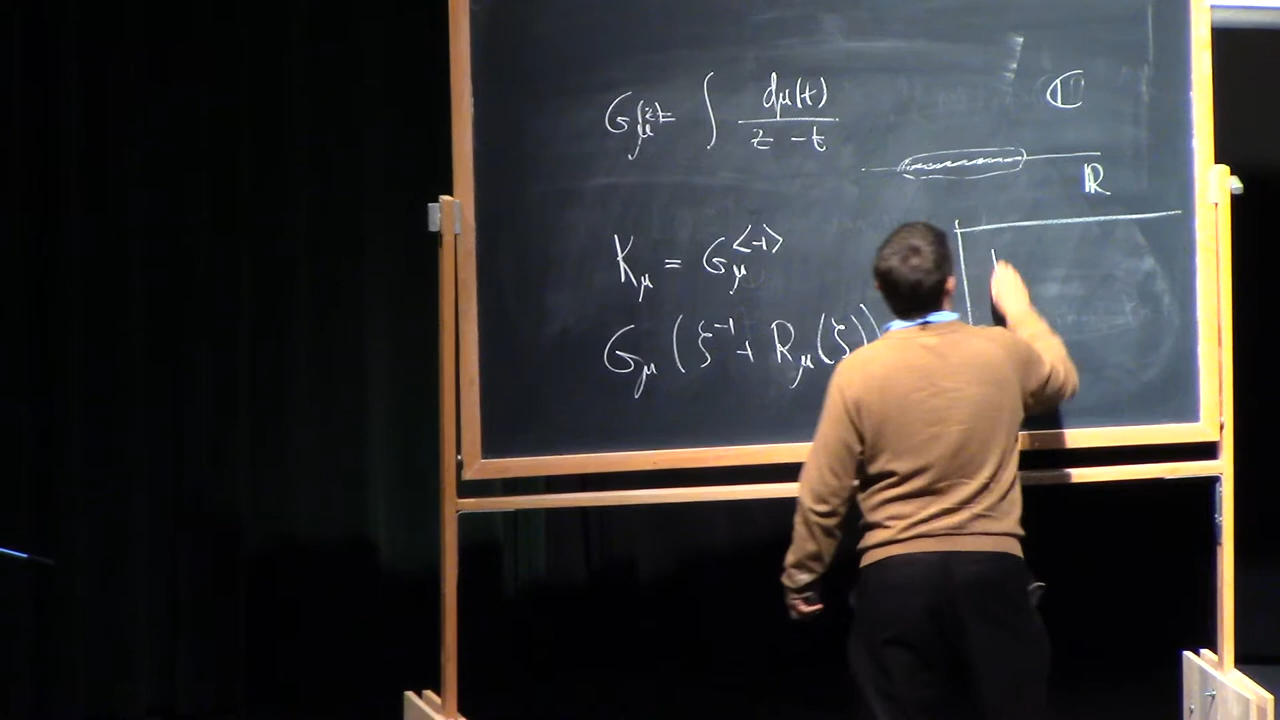 G_μ(z) = ∫ dμ(t) / (z - t)
ℂ
ℝ
K_μ = G_μ^{<-1>}
G_μ (ζ^{-1} + R_μ(ζ))